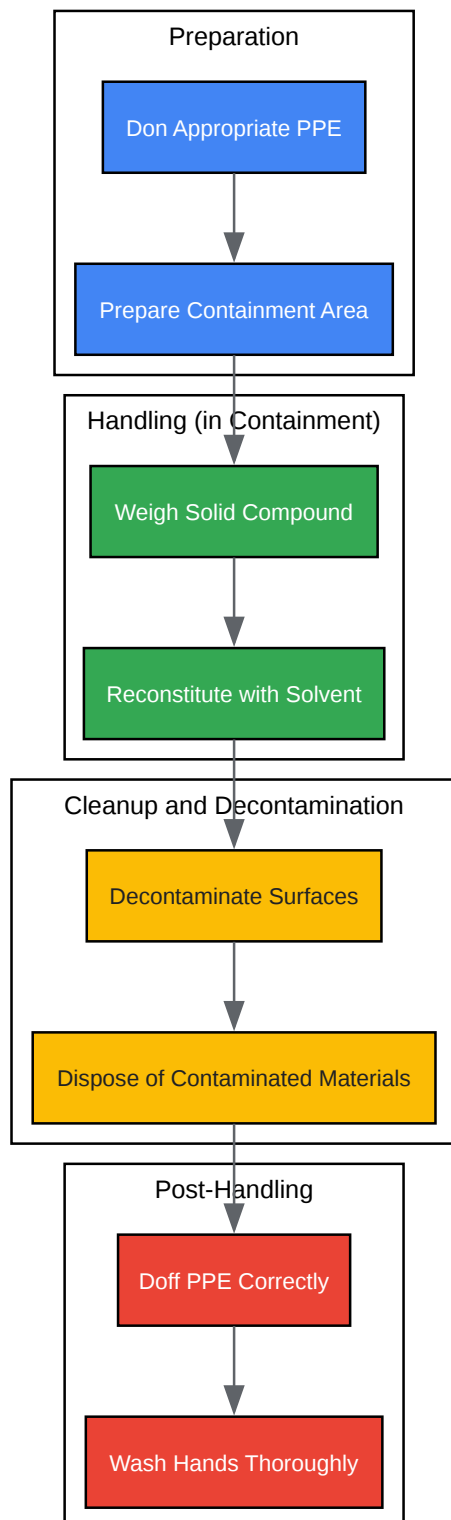 Preparation
Don Appropriate PPE
Prepare Containment Area
Handling (in Containment)
Weigh Solid Compound
Reconstitute with Solvent
Cleanup and Decontamination
Decontaminate Surfaces
Dispose of Contaminated Materials
Post-Handling
Doff PPE Correctly
Wash Hands Thoroughly